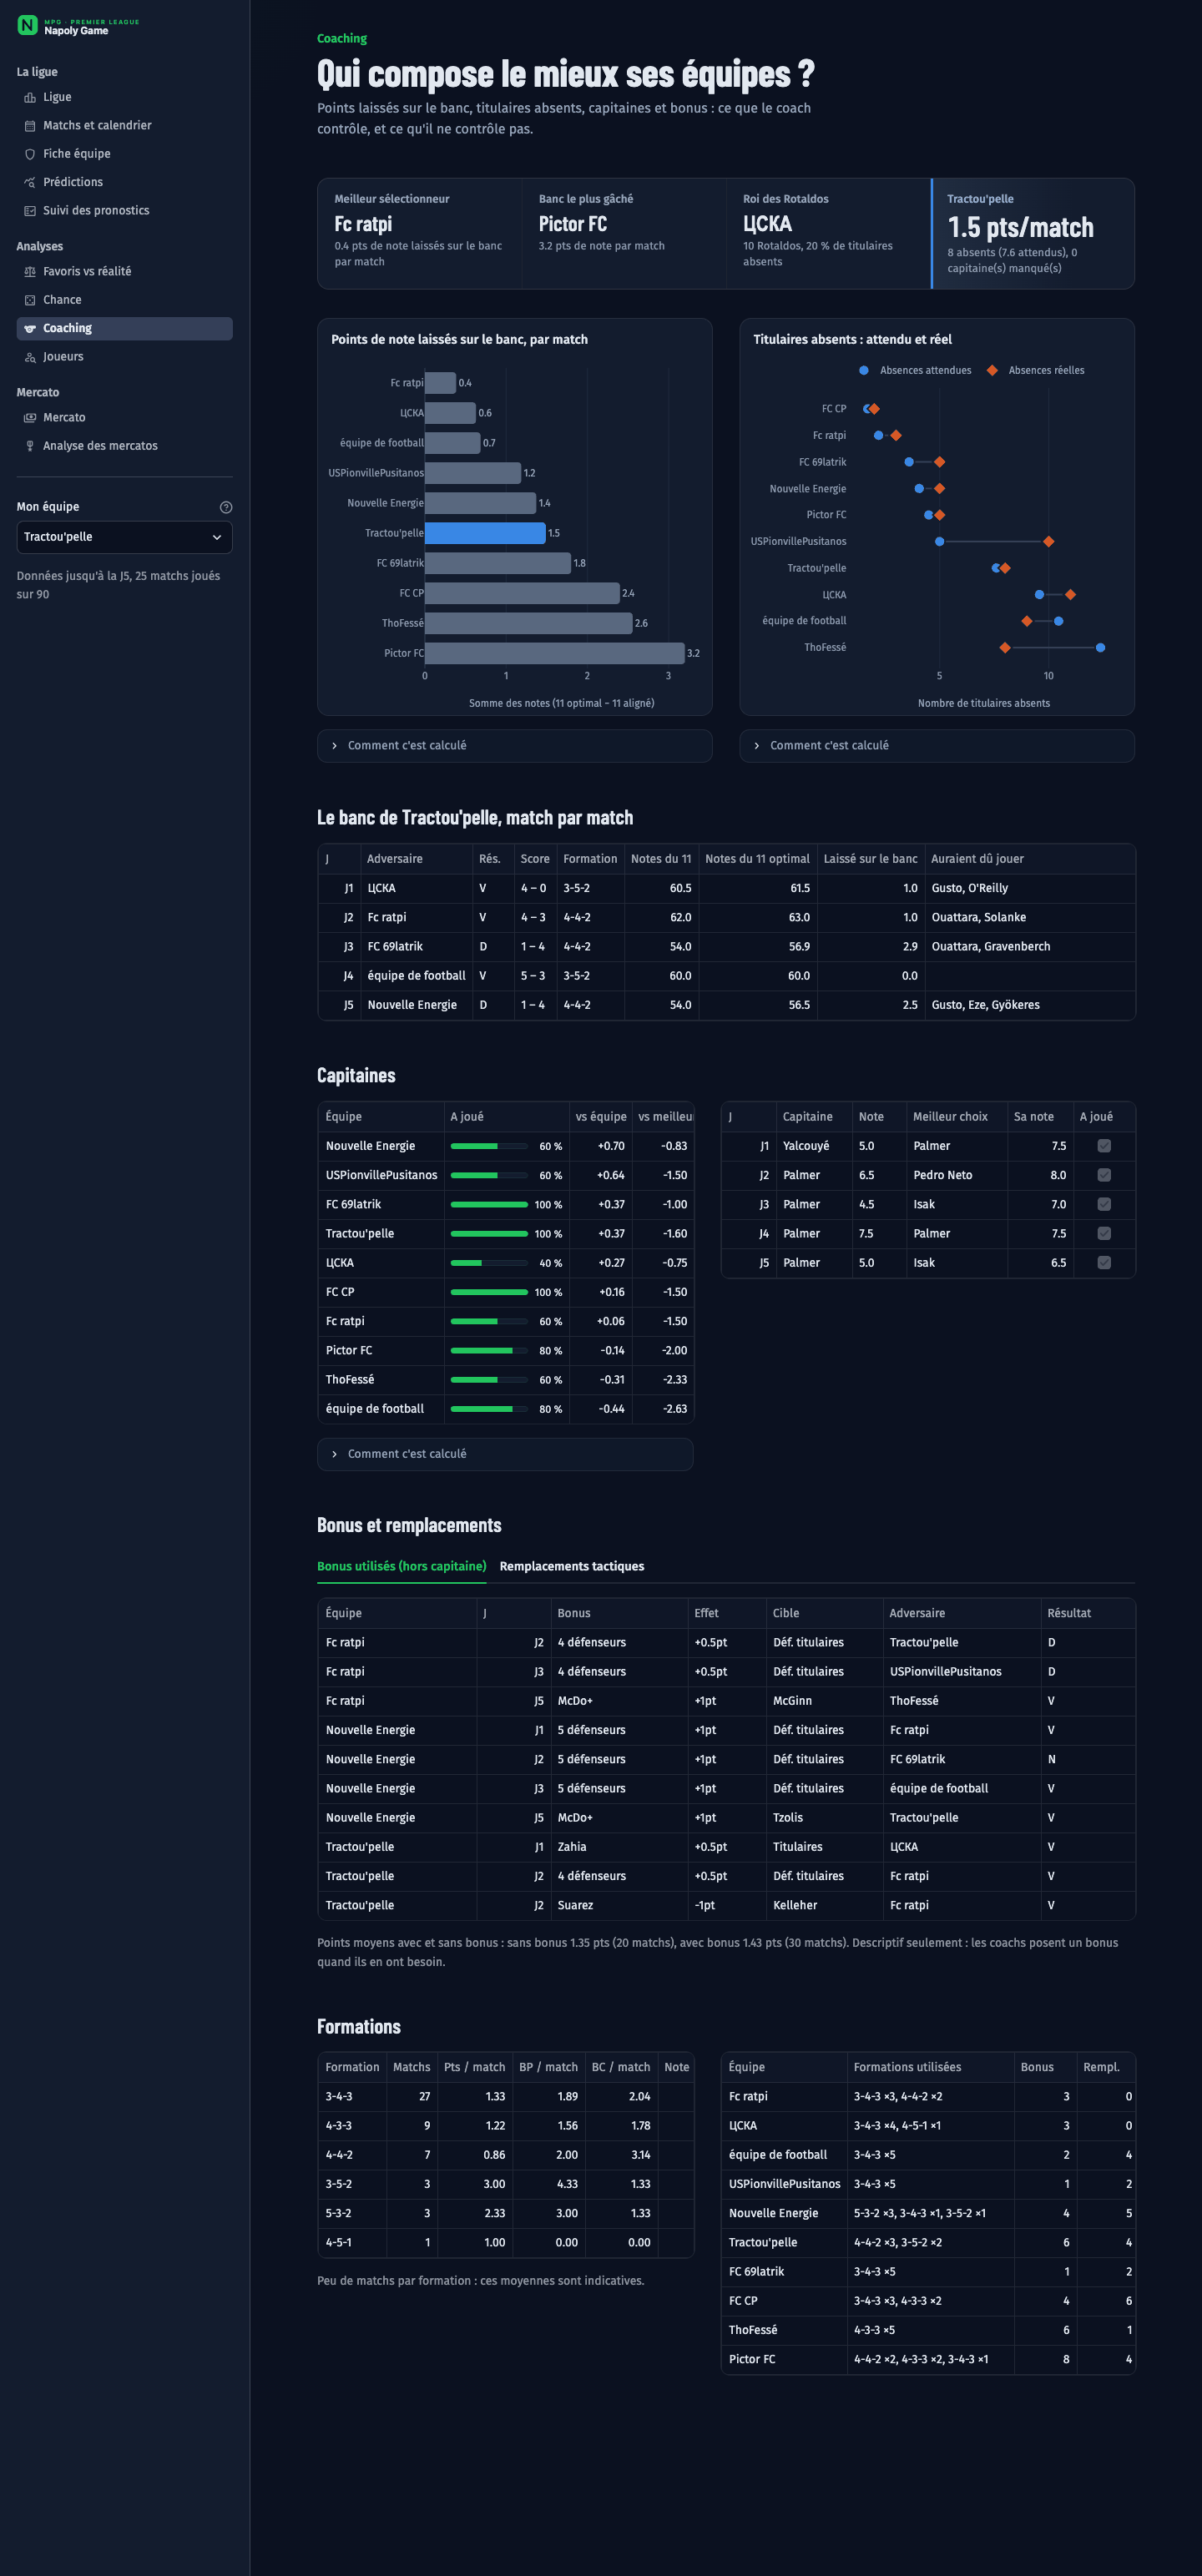 MPG · PREMIER LEAGUE
Napoly Game
La ligue
Ligue
Matchs et calendrier
Fiche équipe
Prédictions
Suivi des pronostics
Analyses
Favoris vs réalité
Chance
Coaching
Joueurs
Mercato
Mercato
Analyse des mercatos
Mon équipe
Tractou'pelle
Données jusqu'à la J5, 25 matchs joués
sur 90
Coaching
Qui compose le mieux ses équipes ?
Points laissés sur le banc, titulaires absents, capitaines et bonus : ce que le coach
contrôle, et ce qu'il ne contrôle pas.
Meilleur sélectionneur
Fc ratpi
0.4 pts de note laissés sur le banc
par match
Banc le plus gâché
Pictor FC
3.2 pts de note par match
Roi des Rotaldos
ЦСКА
10 Rotaldos, 20 % de titulaires
absents
Tractou'pelle
1.5 pts/match
8 absents (7.6 attendus), 0
capitaine(s) manqué(s)
Points de note laissés sur le banc, par match
Fc ratpi 0.4
ЦСКА 0.6
équipe de football 0.7
USPionvillePusitanos 1.2
Nouvelle Energie 1.4
Tractou'pelle 1.5
FC 69latrik 1.8
FC CP 2.4
ThoFessé 2.6
Pictor FC 3.2
0 1 2 3
Somme des notes (11 optimal − 11 aligné)
Titulaires absents : attendu et réel
Absences attendues Absences réelles
FC CP
Fc ratpi
FC 69latrik
Nouvelle Energie
Pictor FC
USPionvillePusitanos
Tractou'pelle
ЦСКА
équipe de football
ThoFessé
5 10
Nombre de titulaires absents
Comment c'est calculé
Comment c'est calculé
Le banc de Tractou'pelle, match par match
J Adversaire Rés. Score Formation Notes du 11 Notes du 11 optimal Laissé sur le banc Auraient dû jouer
J1 ЦСКА V 4 – 0 3-5-2 60.5 61.5 1.0 Gusto, O'Reilly
J2 Fc ratpi V 4 – 3 4-4-2 62.0 63.0 1.0 Ouattara, Solanke
J3 FC 69latrik D 1 – 4 4-4-2 54.0 56.9 2.9 Ouattara, Gravenberch
J4 équipe de football V 5 – 3 3-5-2 60.0 60.0 0.0
J5 Nouvelle Energie D 1 – 4 4-4-2 54.0 56.5 2.5 Gusto, Eze, Gyökeres
Capitaines
Équipe A joué vs équipe vs meilleur
Nouvelle Energie 60 % +0.70 -0.83
USPionvillePusitanos 60 % +0.64 -1.50
FC 69latrik 100 % +0.37 -1.00
Tractou'pelle 100 % +0.37 -1.60
ЦСКА 40 % +0.27 -0.75
FC CP 100 % +0.16 -1.50
Fc ratpi 60 % +0.06 -1.50
Pictor FC 80 % -0.14 -2.00
ThoFessé 60 % -0.31 -2.33
équipe de football 80 % -0.44 -2.63
J Capitaine Note Meilleur choix Sa note A joué
J1 Yalcouyé 5.0 Palmer 7.5
J2 Palmer 6.5 Pedro Neto 8.0
J3 Palmer 4.5 Isak 7.0
J4 Palmer 7.5 Palmer 7.5
J5 Palmer 5.0 Isak 6.5
Comment c'est calculé
Bonus et remplacements
Bonus utilisés (hors capitaine) Remplacements tactiques
Équipe J Bonus Effet Cible Adversaire Résultat
Fc ratpi J2 4 défenseurs +0.5pt Déf. titulaires Tractou'pelle D
Fc ratpi J3 4 défenseurs +0.5pt Déf. titulaires USPionvillePusitanos D
Fc ratpi J5 McDo+ +1pt McGinn ThoFessé V
Nouvelle Energie J1 5 défenseurs +1pt Déf. titulaires Fc ratpi V
Nouvelle Energie J2 5 défenseurs +1pt Déf. titulaires FC 69latrik N
Nouvelle Energie J3 5 défenseurs +1pt Déf. titulaires équipe de football V
Nouvelle Energie J5 McDo+ +1pt Tzolis Tractou'pelle V
Tractou'pelle J1 Zahia +0.5pt Titulaires ЦСКА V
Tractou'pelle J2 4 défenseurs +0.5pt Déf. titulaires Fc ratpi V
Tractou'pelle J2 Suarez -1pt Kelleher Fc ratpi V
Points moyens avec et sans bonus : sans bonus 1.35 pts (20 matchs), avec bonus 1.43 pts (30 matchs). Descriptif seulement : les coachs posent un bonus
quand ils en ont besoin.
Formations
Formation Matchs Pts / match BP / match BC / match Note
3-4-3 27 1.33 1.89 2.04
4-3-3 9 1.22 1.56 1.78
4-4-2 7 0.86 2.00 3.14
3-5-2 3 3.00 4.33 1.33
5-3-2 3 2.33 3.00 1.33
4-5-1 1 1.00 0.00 0.00
Peu de matchs par formation : ces moyennes sont indicatives.
Équipe Formations utilisées Bonus Rempl.
Fc ratpi 3-4-3 ×3, 4-4-2 ×2 3 0
ЦСКА 3-4-3 ×4, 4-5-1 ×1 3 0
équipe de football 3-4-3 ×5 2 4
USPionvillePusitanos 3-4-3 ×5 1 2
Nouvelle Energie 5-3-2 ×3, 3-4-3 ×1, 3-5-2 ×1 4 5
Tractou'pelle 4-4-2 ×3, 3-5-2 ×2 6 4
FC 69latrik 3-4-3 ×5 1 2
FC CP 3-4-3 ×3, 4-3-3 ×2 4 6
ThoFessé 4-3-3 ×5 6 1
Pictor FC 4-4-2 ×2, 4-3-3 ×2, 3-4-3 ×1 8 4